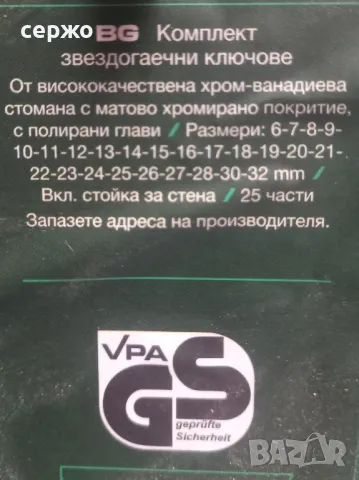 сержо BG Комплект
звездогаечни ключове
От висококачествена хром-ванадиева
стомана с матово хромирано покритие,
с полирани глави / Размери: 6-7-8-9-
10-11-12-13-14-15-16-17-18-19-20-21-
22-23-24-25-26-27-28-30-32 mm /
Вкл. стойка за стена / 25 части
Запазете адреса на производителя.
VPA
GS
geprüfte
Sicherheit
BAZAR